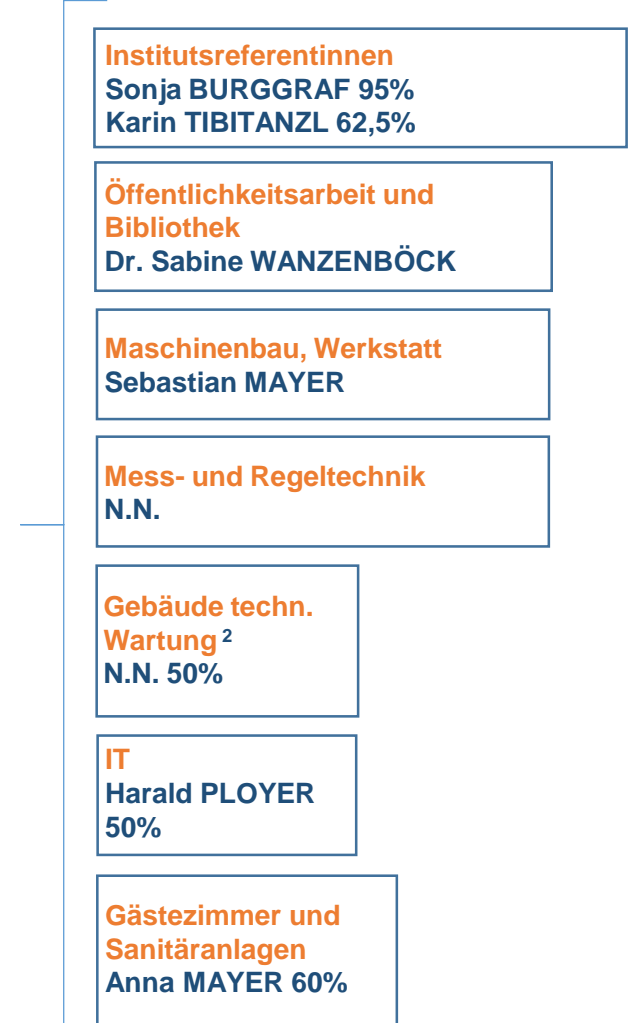 Institutsreferentinnen
Sonja BURGGRAF 95%
Karin TIBITANZL 62,5%
Öffentlichkeitsarbeit und
Bibliothek
Dr. Sabine WANZENBÖCK
Maschinenbau, Werkstatt
Sebastian MAYER
Mess- und Regeltechnik
N.N.
Gebäude techn.
Wartung ²
N.N. 50%
IT
Harald PLOYER
50%
Gästezimmer und
Sanitäranlagen
Anna MAYER 60%